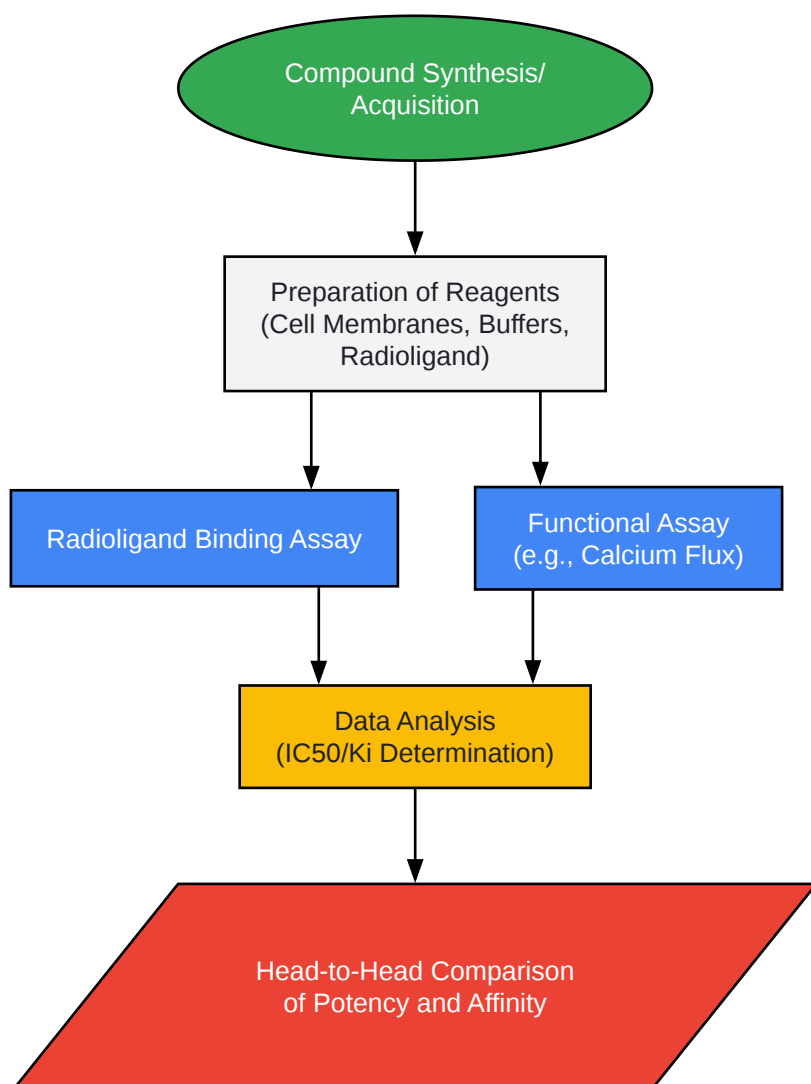 Compound Synthesis/
Acquisition
Preparation of Reagents
(Cell Membranes, Buffers,
Radioligand)
Radioligand Binding Assay
Functional Assay
(e.g., Calcium Flux)
Data Analysis
(IC50/Ki Determination)
Head-to-Head Comparison
of Potency and Affinity